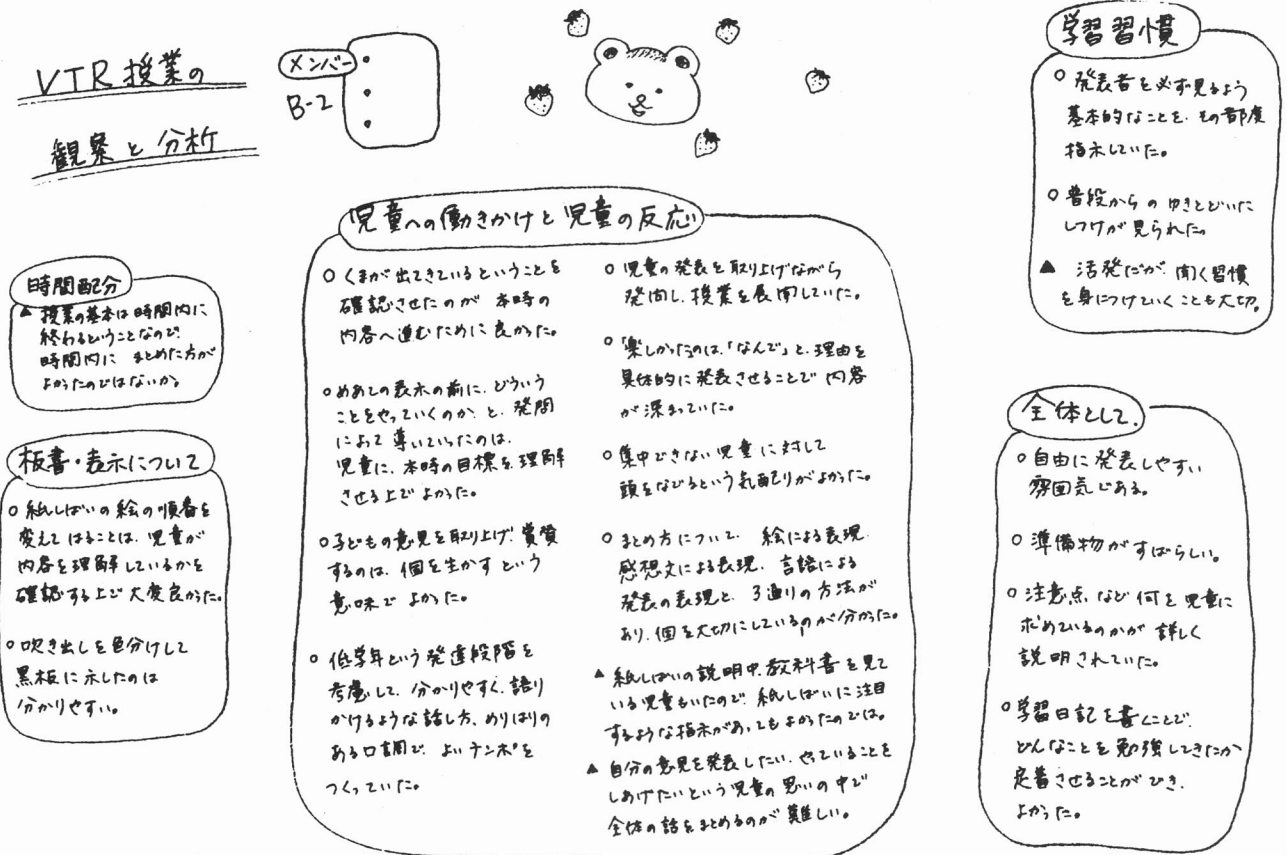 VTR授業の
観察と分析
メンバー
B-2
時間配分
▲ 授業の基本は時間内に
終わるということなので、
時間内に まとめた方が
よかったのではないか。
板書・表示について
○ 紙しばいの絵の順番を
変えてはることは、児童が
内容を理解しているかを
確認する上で大変良かった。
○ 吹き出しを色分けして
黒板に示したのは
分かりやすい。
児童への働きかけと児童の反応
○ くまが出てきているということを
確認させたのが 本時の
内容へ進むために良かった。
○ めあての表示の前に、どういう
ことをやっていくのか、と、発問
によって導いていったのは、
児童に、本時の目標を理解
させる上でよかった。
○ 子どもの意見を取り上げ、賞賛
するのは、個を生かすという
意味でよかった。
○ 低学年という発達段階を
考慮して、分かりやすく、語り
かけるような話し方、めりはりの
ある口調で、よいテンポを
つくっていた。
○ 児童の発表を取り上げながら
発問し、授業を展開していた。
○ 「楽しかったのは、「なんで」と、理由を
具体的に発表させることで内容
が深まっていた。
○ 集中できない児童に対して
頭をなでるという気配りがよかった。
○ まとめ方について、絵による表現、
感想文による表現、言語による
発表の表現と、3通りの方法が
あり、個を大切にしているのが分かった。
▲ 紙しばいの説明中、教科書を見て
いる児童もいたので、紙しばいに注目
するような指示があってもよかったのでは。
▲ 自分の意見を発表したい、やっていることを
しあげたいという児童の思いの中で
全体の話をまとめるのが難しい。
学習習慣
○ 発表者を必ず見るよう
基本的なことを、その都度
指示していた。
○ 普段からのゆきとどいた
しつけが見られた。
▲ 活発だが、聞く習慣
を身につけていくことも大切。
全体として
○ 自由に発表しやすい
雰囲気である。
○ 準備物がすばらしい。
○ 注意点など何を児童に
求めているのかが詳しく
説明されていた。
○ 学習日記を書くことで、
どんなことを勉強してきたか
定着させることができ、
よかった。